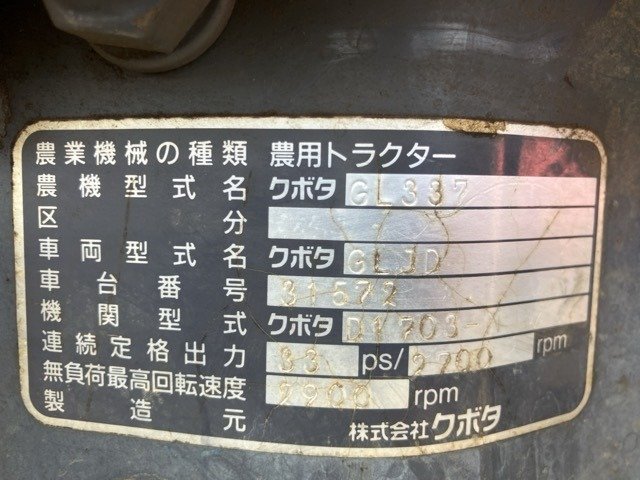 農業機械の種類 農用トラクター
農機型式名 クボタ GL337
区分
車両型式名 クボタ GLJD
車台番号 31572
機関型式 クボタ D1703-A
連続定格出力 33 ps/2700 rpm
無負荷最高回転速度 2900 rpm
製造元 株式会社クボタ